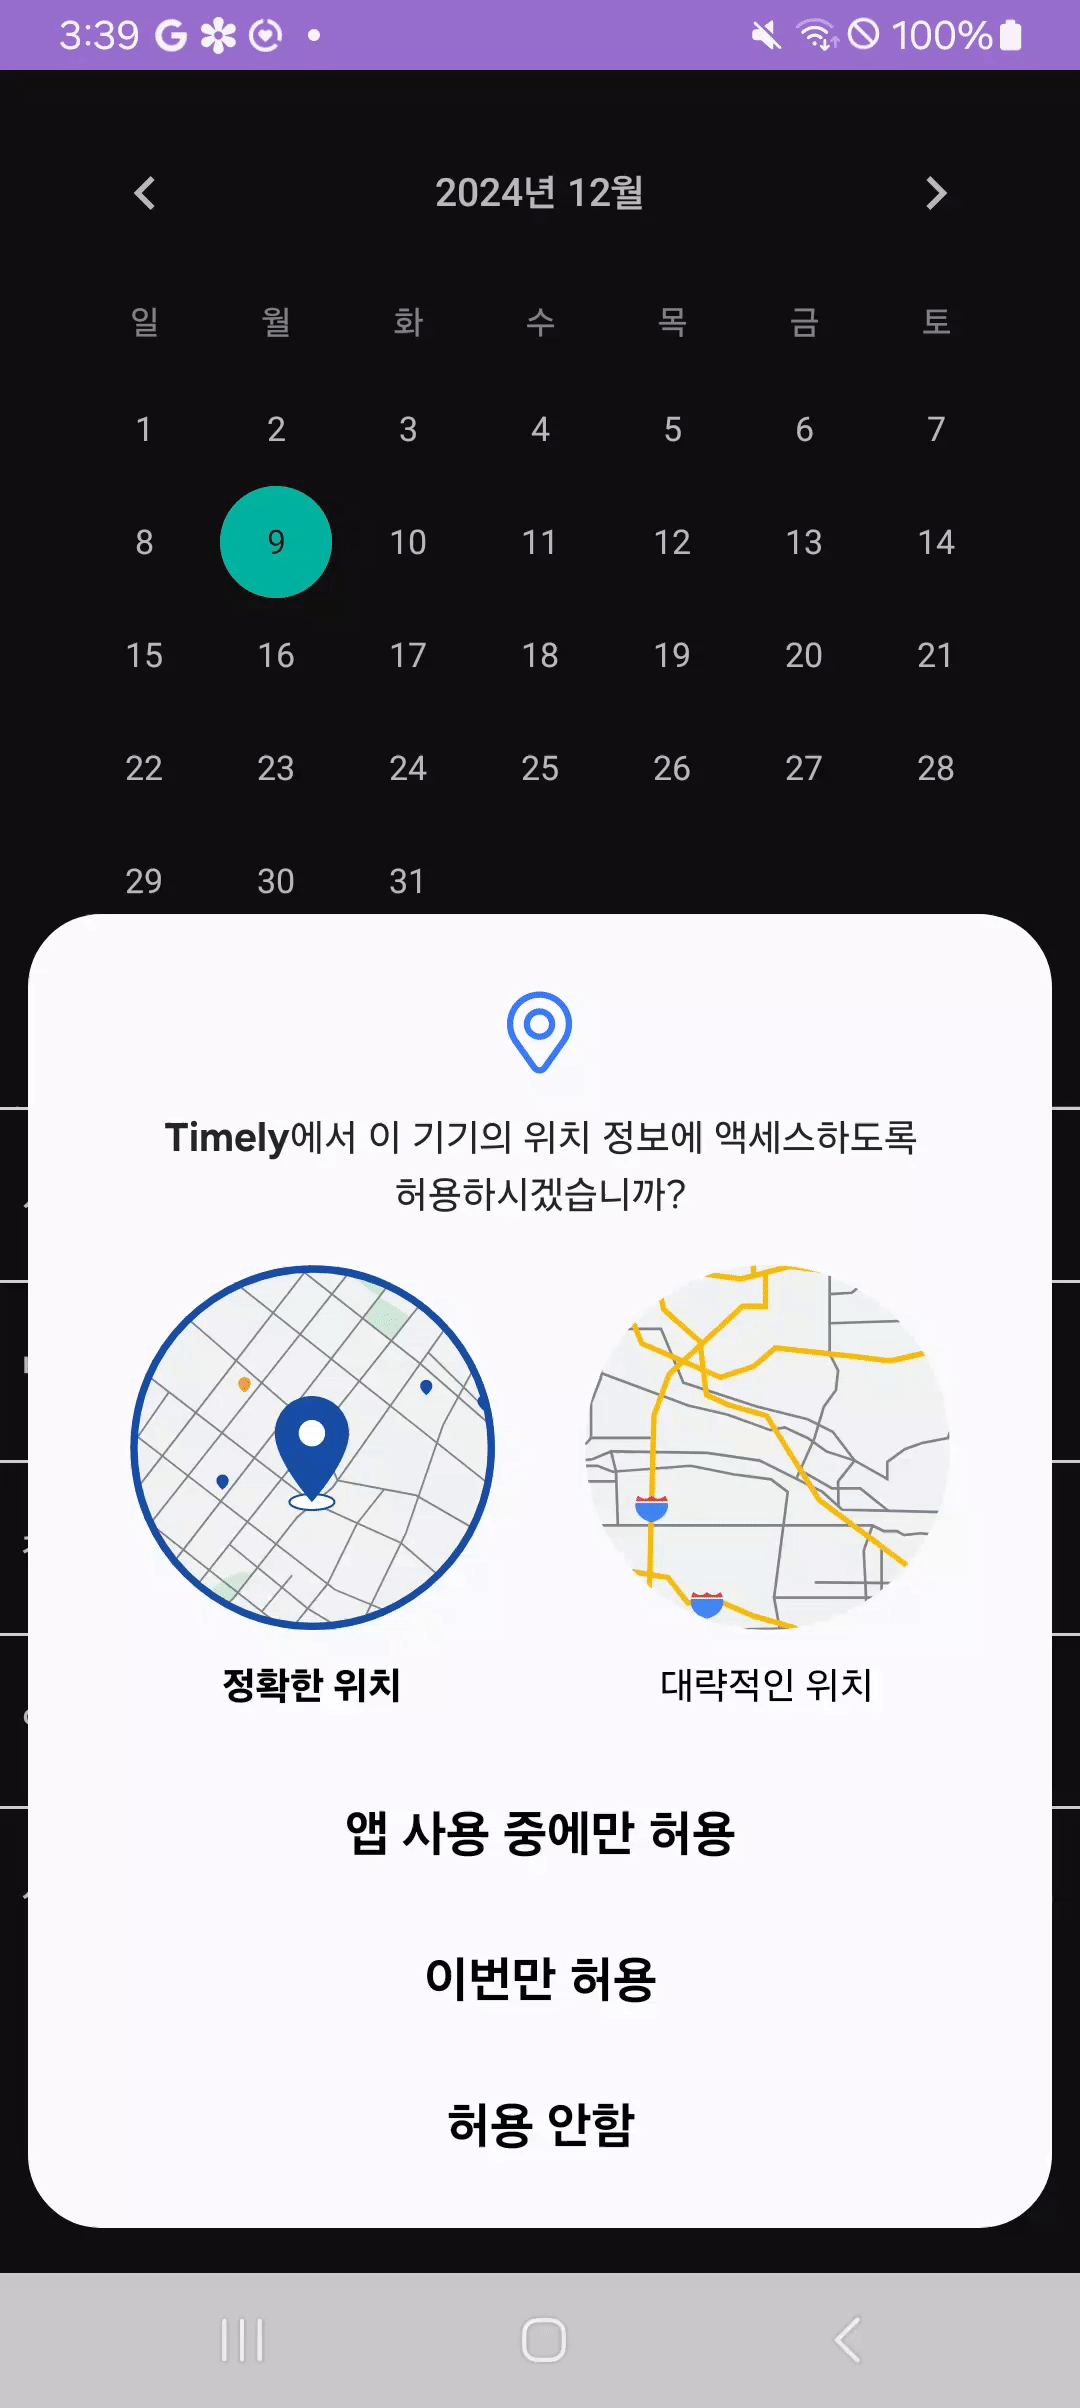 3:39 100%
2024년 12월
일 월 화 수 목 금 토
1 2 3 4 5 6 7
8 9 10 11 12 13 14
15 16 17 18 19 20 21
22 23 24 25 26 27 28
29 30 31
Timely에서 이 기기의 위치 정보에 액세스하도록
허용하시겠습니까?
정확한 위치 대략적인 위치
앱 사용 중에만 허용
이번만 허용
허용 안함